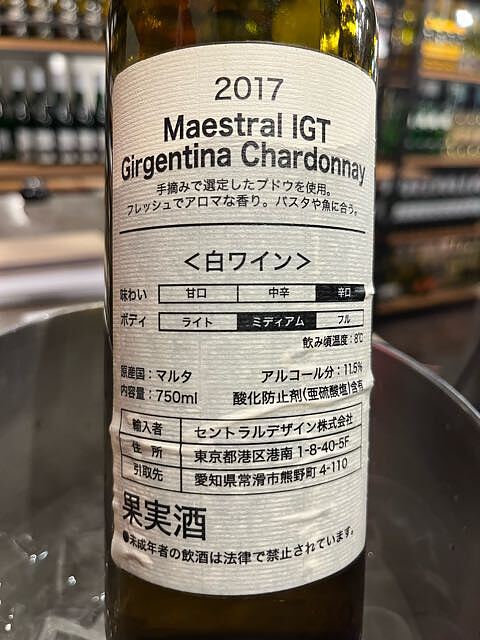 2017
Maestral IGT
Girgentina Chardonnay
手摘みで選定したブドウを使用。
フレッシュでアロマな香り。パスタや魚に合う。
＜白ワイン＞
味わい 甘口 中辛 辛口
ボディ ライト ミディアム フル
飲み頃温度：8℃
原産国：マルタ アルコール分：11.5%
内容量：750ml 酸化防止剤(亜硫酸塩)含有
輸入者 セントラルデザイン株式会社
住所 東京都港区港南 1-8-40-5F
引取先 愛知県常滑市熊野町 4-110
果実酒
●未成年者の飲酒は法律で禁止されています。